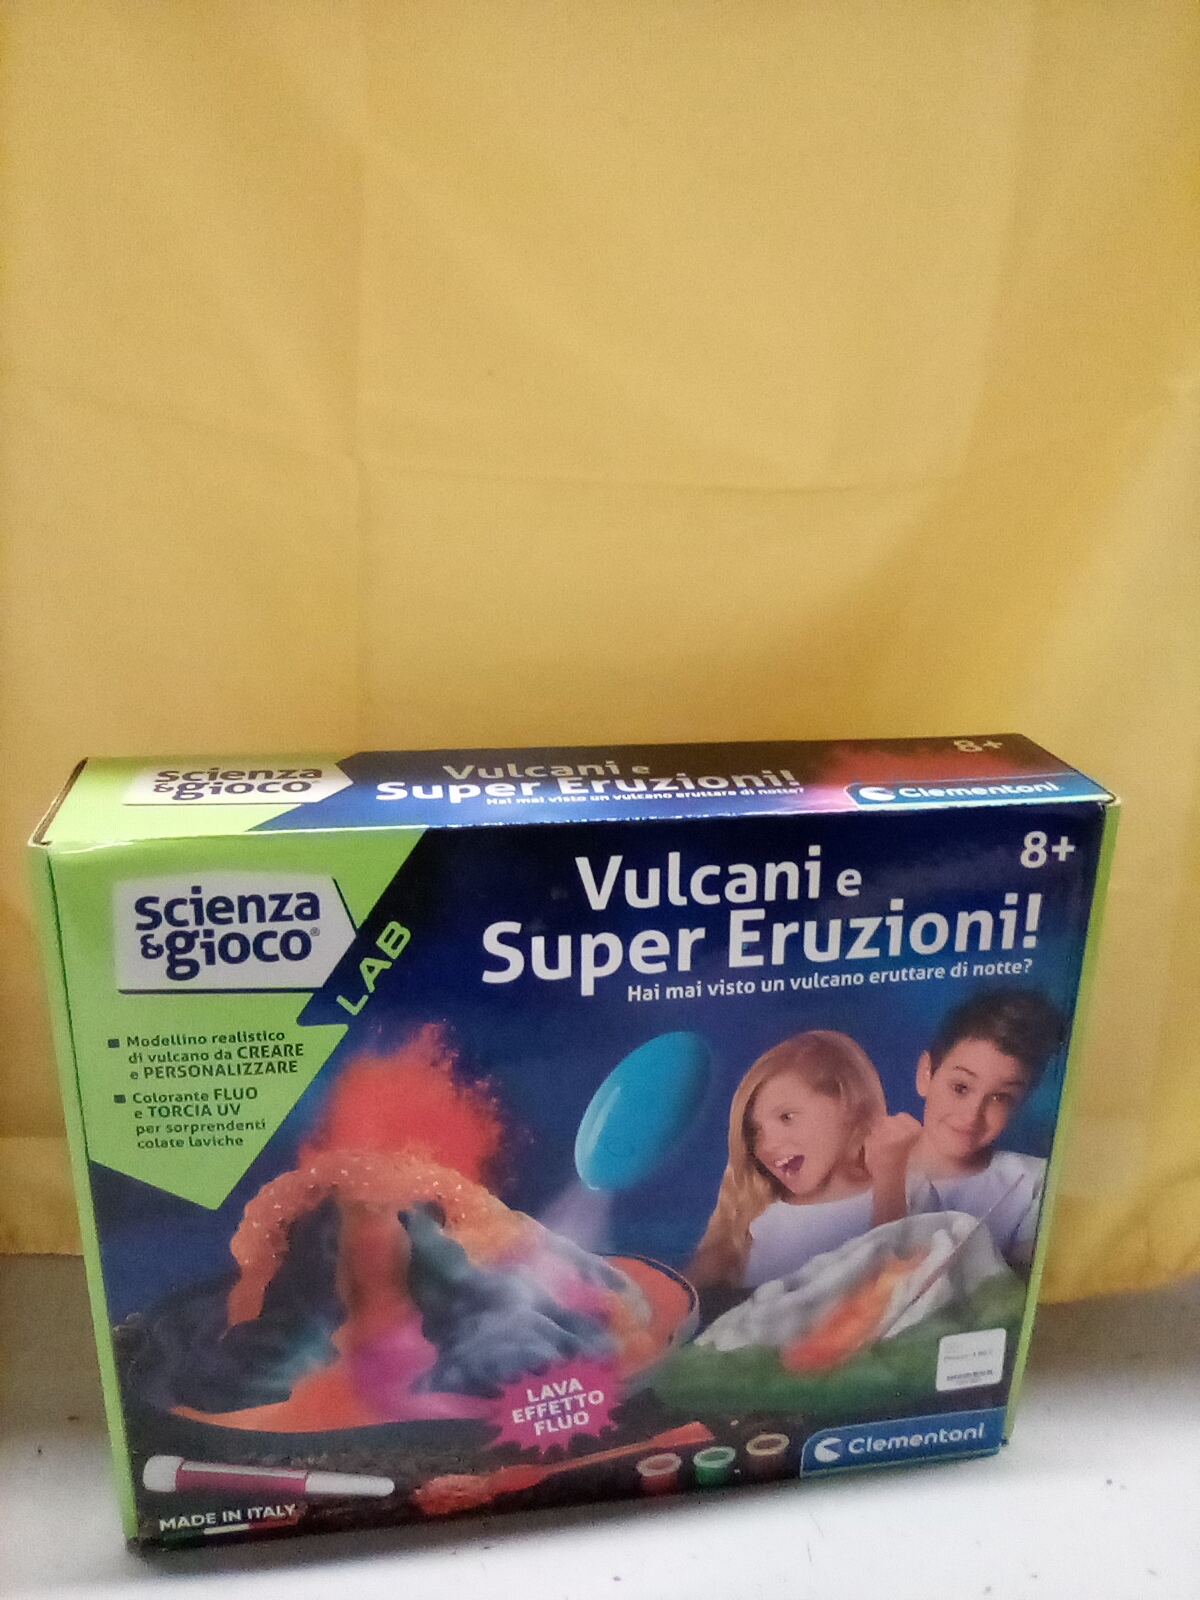 scienza
&gioco
Vulcani e
Super Eruzioni!
Hai mai visto un vulcano eruttare di notte?
8+
Clementoni
scienza
&gioco®
LAB
Vulcani e
Super Eruzioni!
Hai mai visto un vulcano eruttare di notte?
8+
Modellino realistico
di vulcano da CREARE
e PERSONALIZZARE
Colorante FLUO
e TORCIA UV
per sorprendenti
colate laviche
LAVA
EFFETTO
FLUO
Clementoni
MADE IN ITALY